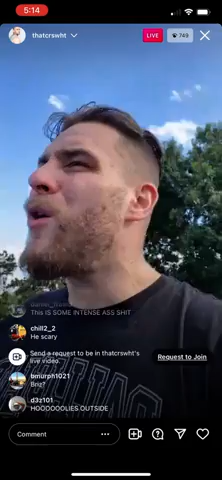 5:14
thatcrswht
LIVE
749
THIS IS SOME INTENSE ASS SHIT
chill2_2
He scary
Send a request to be in thatcrswht's
live video.
Request to Join
bmurph1021
Briz?
d3z101
HOOOOOOLIES OUTSIDE
Comment